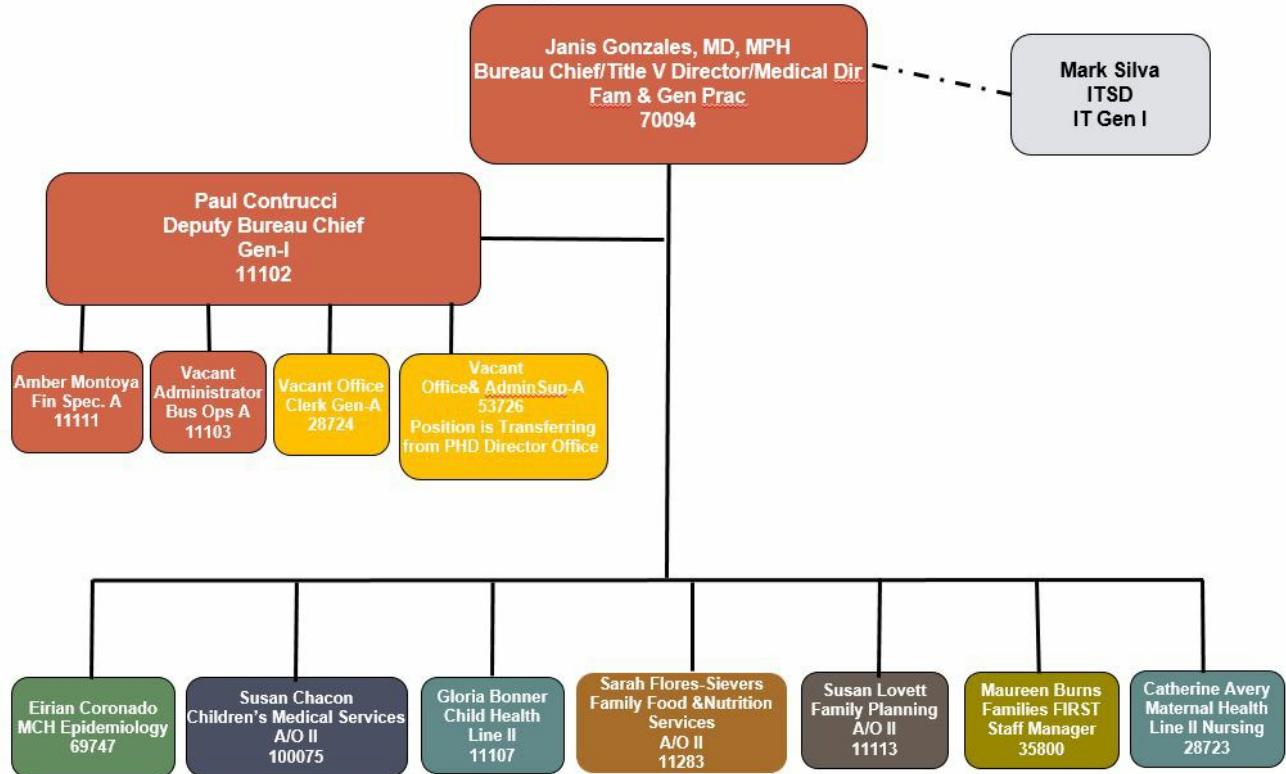 Janis Gonzales, MD, MPH
Bureau Chief/Title V Director/Medical Dir
Fam & Gen Prac
70094
Mark Silva
ITSD
IT Gen I
Paul Contrucci
Deputy Bureau Chief
Gen-I
11102
Amber Montoya
Fin Spec. A
11111
Vacant
Administrator
Bus Ops A
11103
Vacant Office
Clerk Gen-A
28724
Vacant
Office& AdminSup-A
53726
Position is Transferring
from PHD Director Office
Eirian Coronado
MCH Epidemiology
69747
Susan Chacon
Children's Medical Services
A/O II
100075
Gloria Bonner
Child Health
Line II
11107
Sarah Flores-Sievers
Family Food &Nutrition
Services
A/O II
11283
Susan Lovett
Family Planning
A/O II
11113
Maureen Burns
Families FIRST
Staff Manager
35800
Catherine Avery
Maternal Health
Line II Nursing
28723